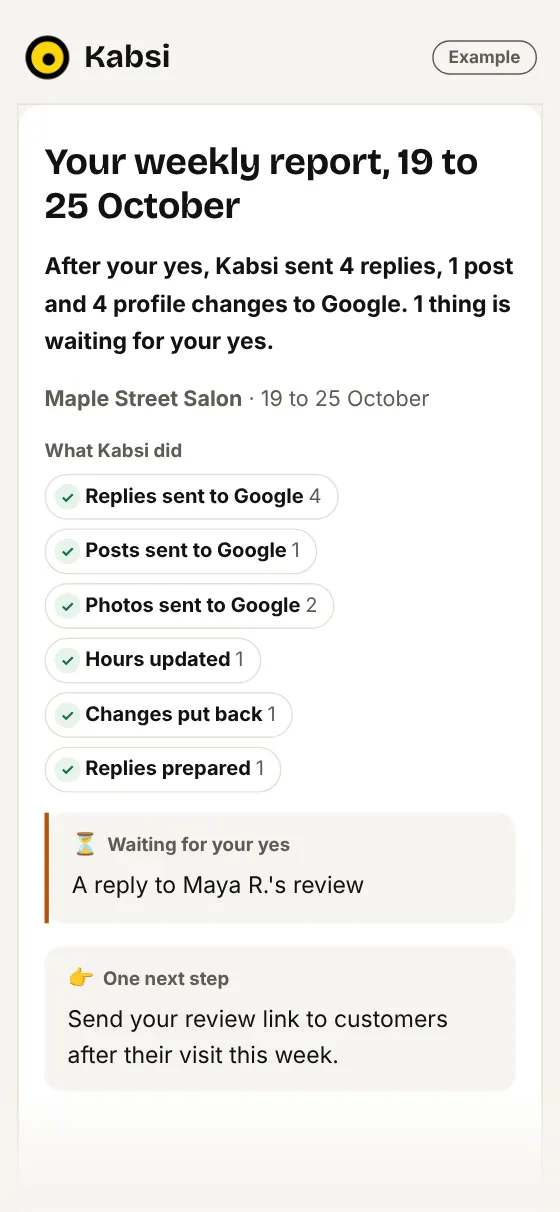 Kabsi
Example
Your weekly report, 19 to
25 October
After your yes, Kabsi sent 4 replies, 1 post
and 4 profile changes to Google. 1 thing is
waiting for your yes.
Maple Street Salon · 19 to 25 October
What Kabsi did
Replies sent to Google 4
Posts sent to Google 1
Photos sent to Google 2
Hours updated 1
Changes put back 1
Replies prepared 1
Waiting for your yes
A reply to Maya R.'s review
One next step
Send your review link to customers
after their visit this week.